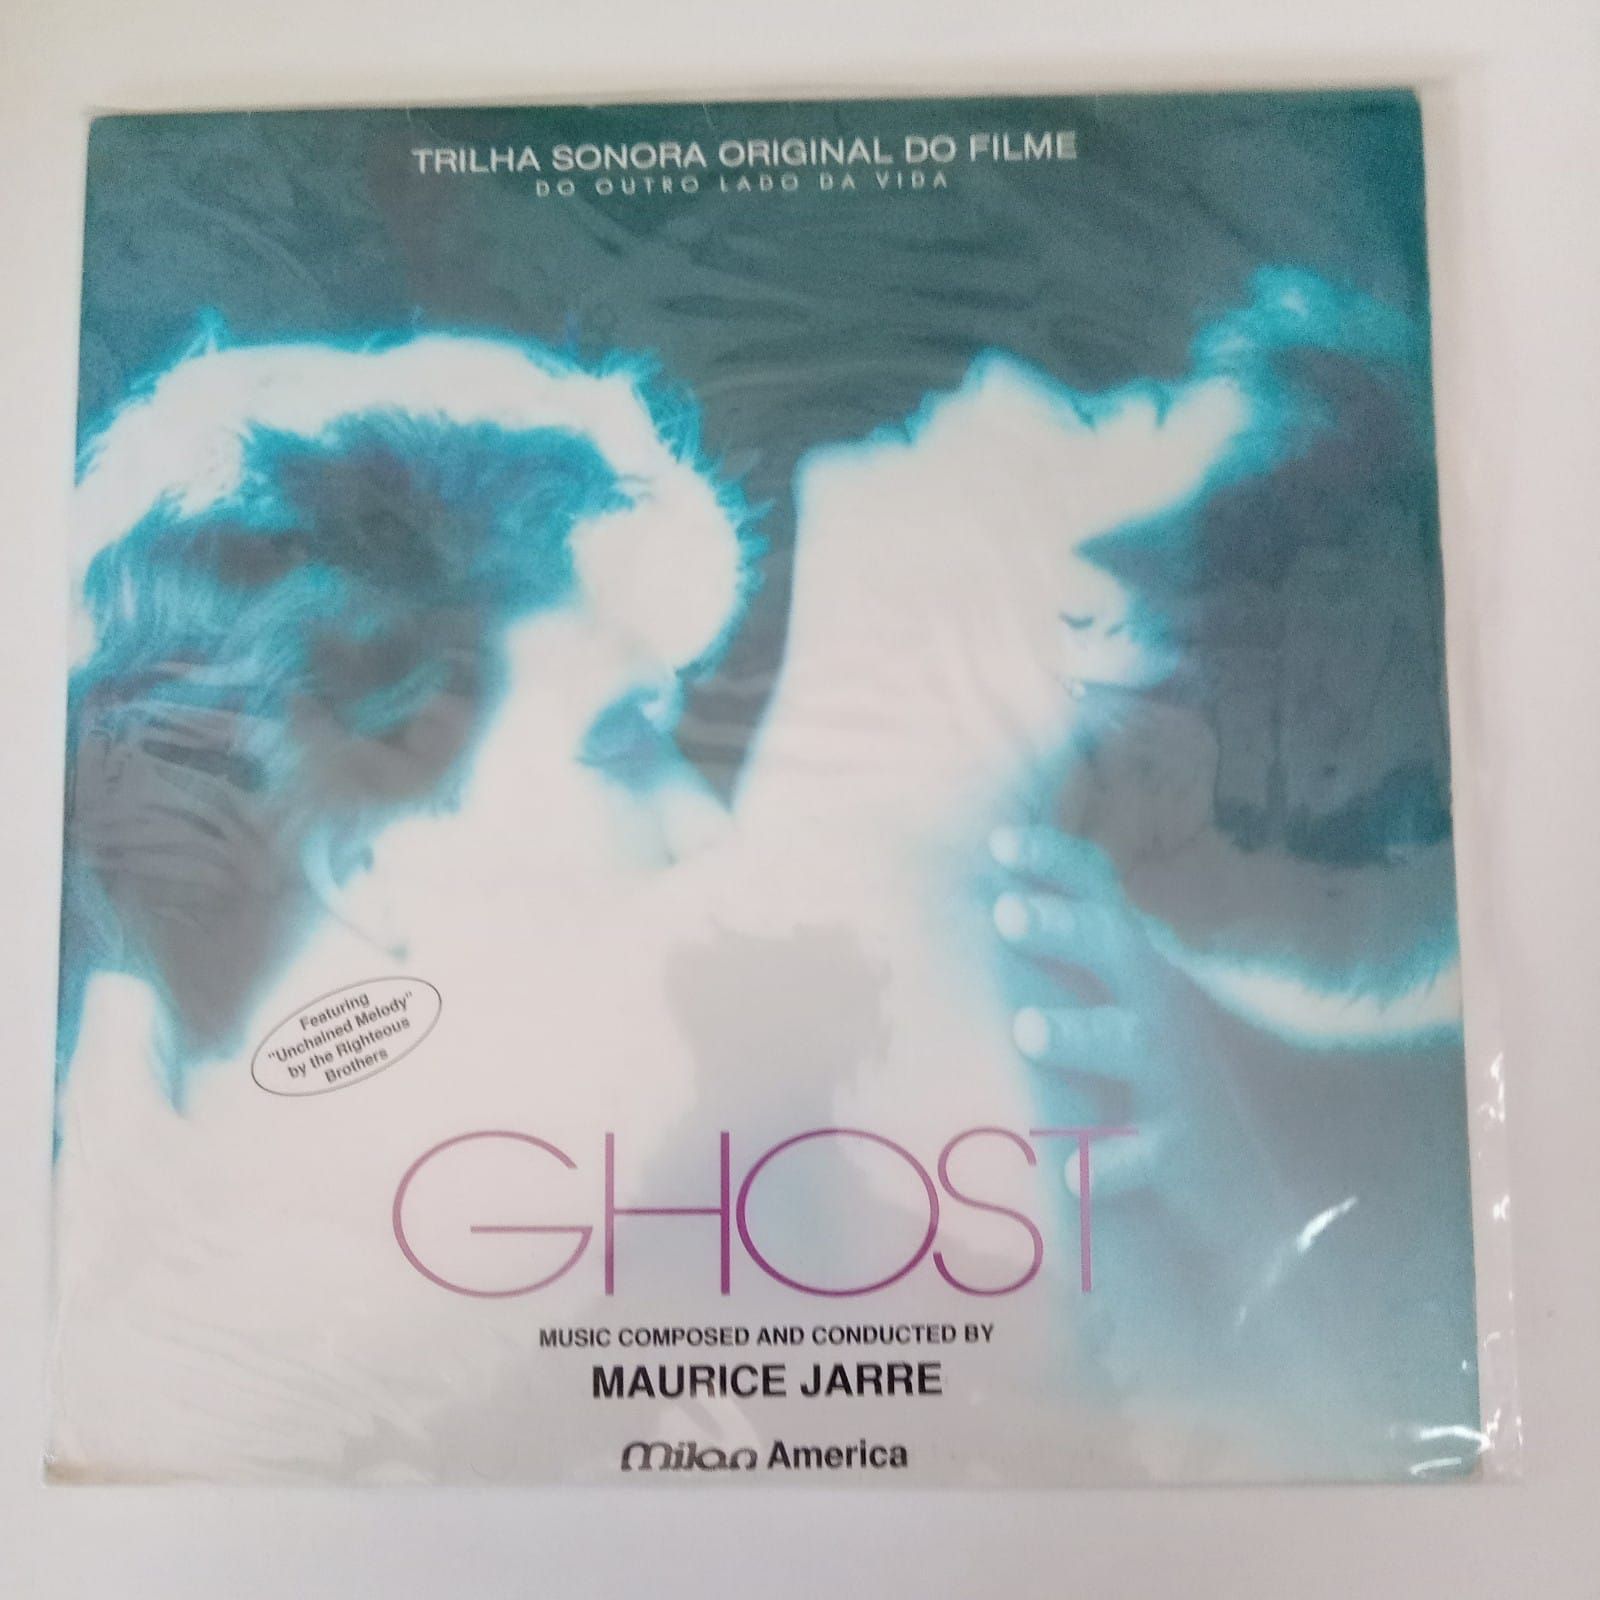 TRILHA SONORA ORIGINAL DO FILME
DO OUTRO LADO DA VIDA
Featuring
"Unchained Melody"
by the Righteous
Brothers
GHOST
MUSIC COMPOSED AND CONDUCTED BY
MAURICE JARRE
milan America